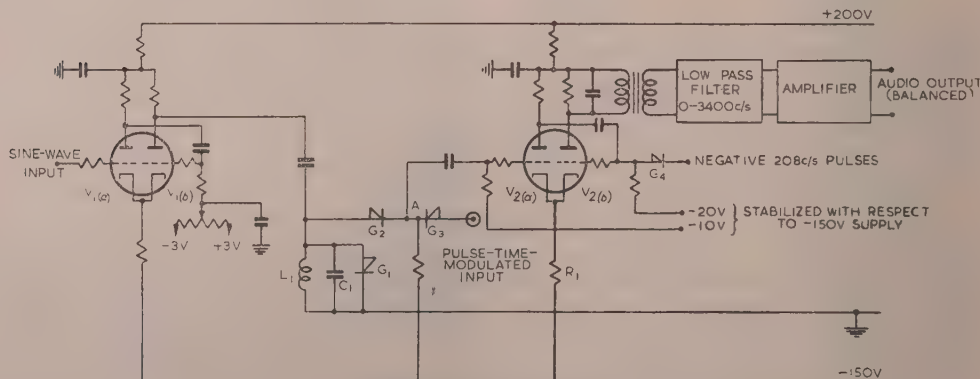 +200V
LOW PASS
FILTER
0-3400c/s
AMPLIFIER
AUDIO OUTPUT
(BALANCED)
SINE-WAVE
INPUT
V1(a)
V1(b)
-3V
+3V
A
G2
G3
L1
C1
G1
PULSE-TIME-
MODULATED
INPUT
V2(a)
V2(b)
G4
NEGATIVE 208c/s PULSES
-20V
-10V
STABILIZED WITH RESPECT
TO -150V SUPPLY
R1
-150V